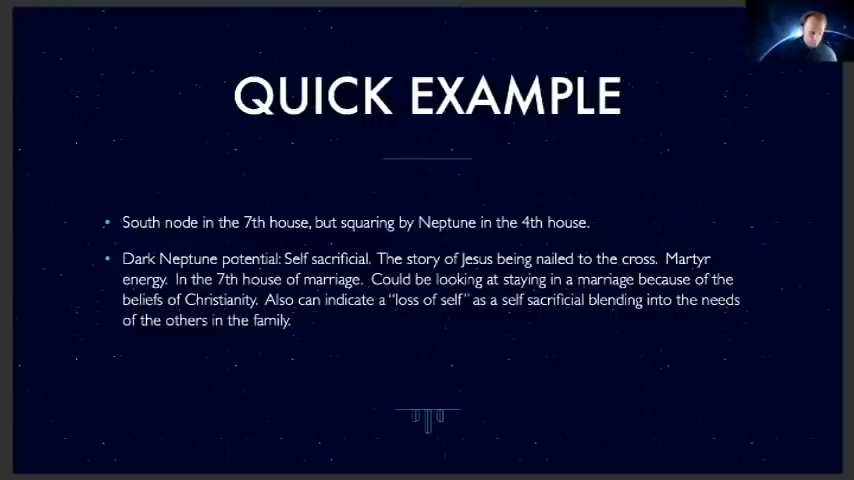 QUICK EXAMPLE
South node in the 7th house, but squaring by Neptune in the 4th house.
Dark Neptune potential: Self sacrificial. The story of Jesus being nailed to the cross. Martyr
energy. In the 7th house of marriage. Could be looking at staying in a marriage because of the
beliefs of Christianity. Also can indicate a “loss of self” as a self sacrificial blending into the needs
of the others in the family.